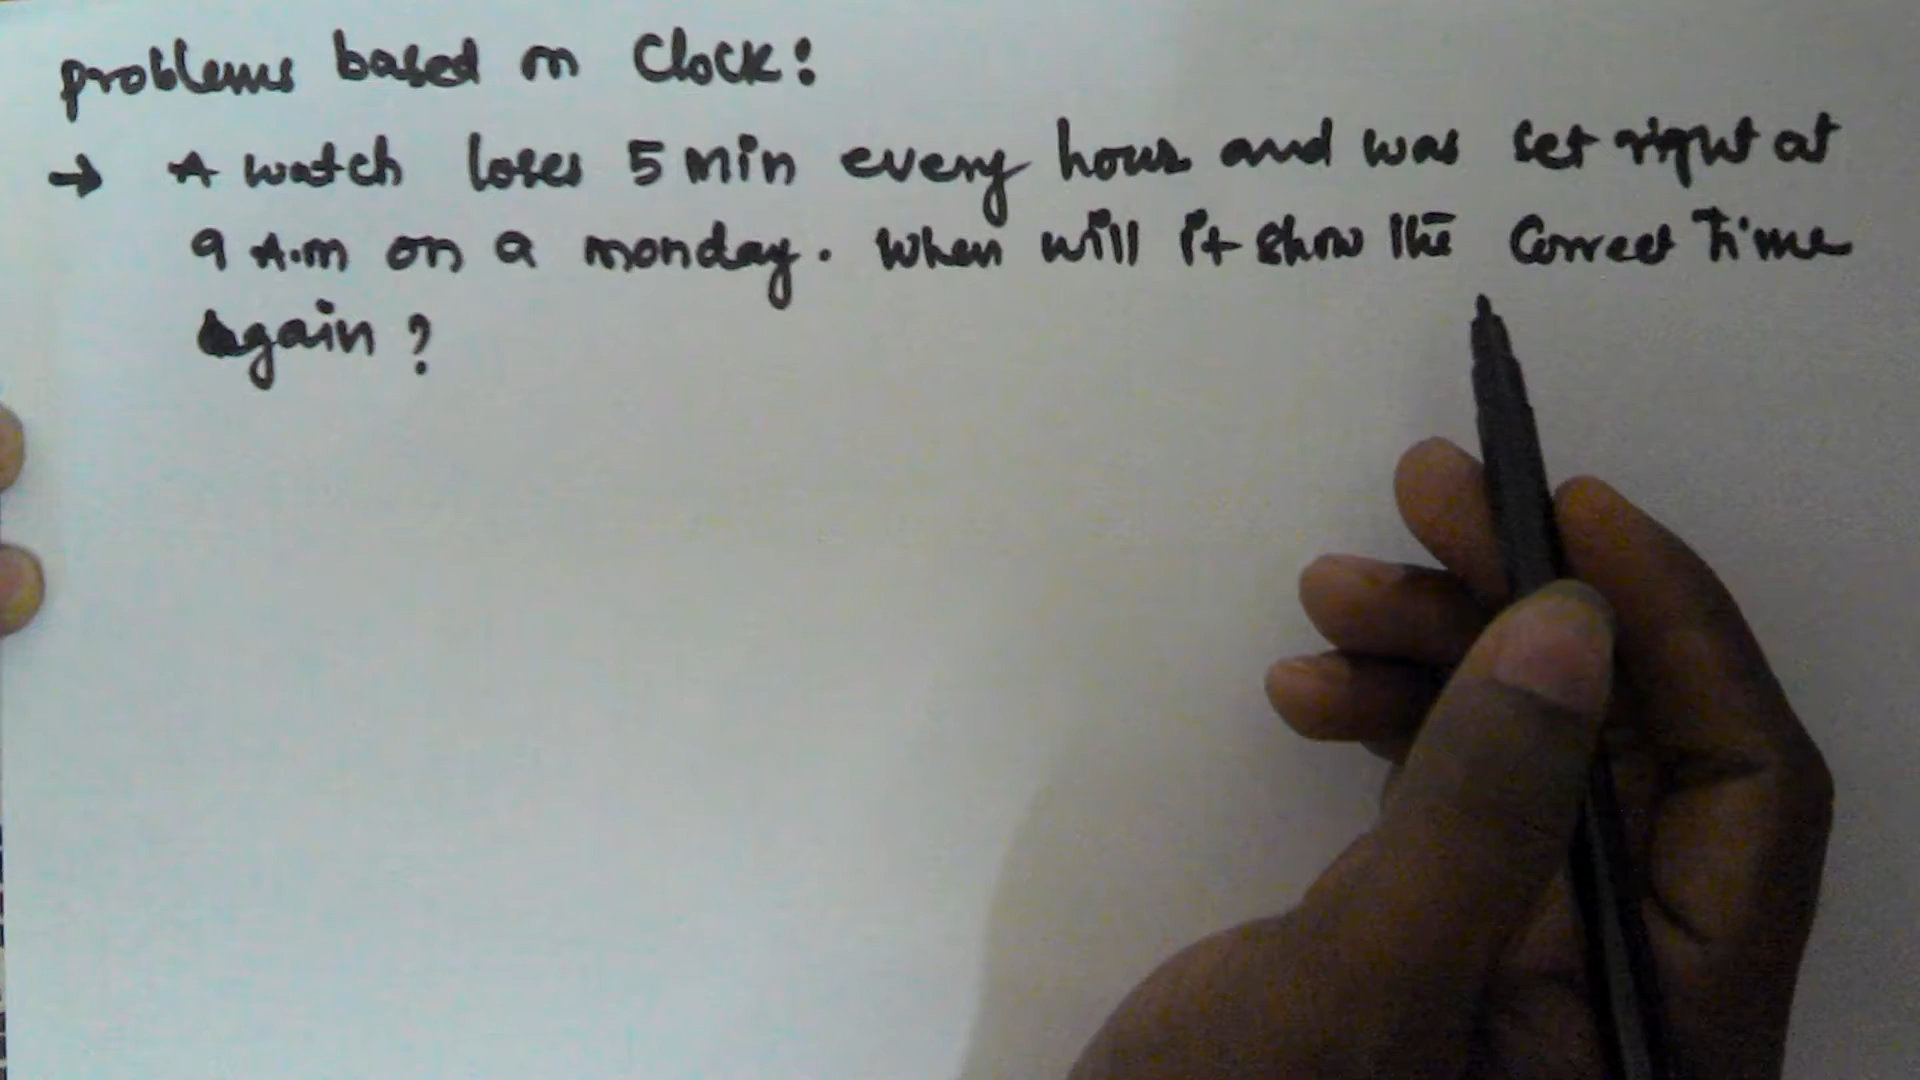 problems based on Clock:
→ A watch loses 5 min every hour and was set right at
9 A.m on a monday. When will it show the Correct Time
Again?